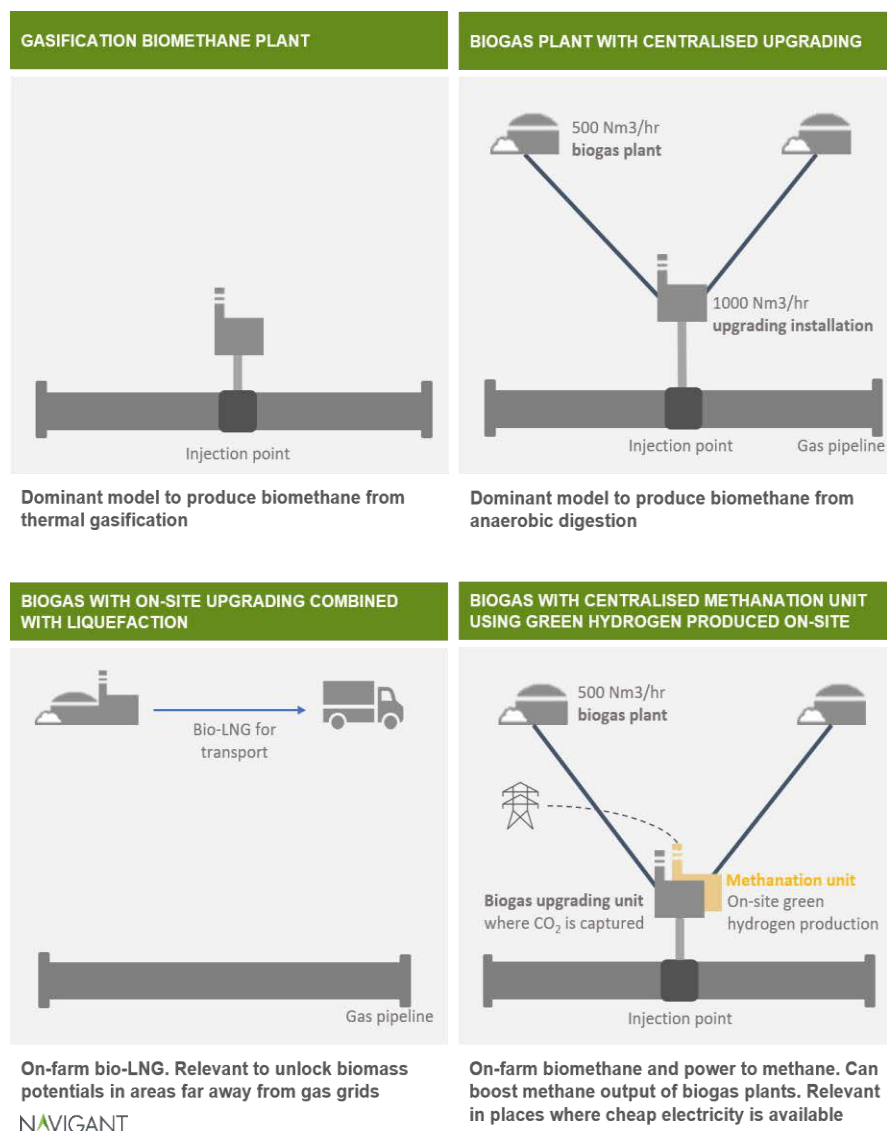 GASIFICATION BIOMETHANE PLANT
Injection point
Dominant model to produce biomethane from
thermal gasification
BIOGAS PLANT WITH CENTRALISED UPGRADING
500 Nm3/hr
biogas plant
1000 Nm3/hr
upgrading installation
Injection point
Gas pipeline
Dominant model to produce biomethane from
anaerobic digestion
BIOGAS WITH ON-SITE UPGRADING COMBINED
WITH LIQUEFACTION
Bio-LNG for
transport
Gas pipeline
On-farm bio-LNG. Relevant to unlock biomass
potentials in areas far away from gas grids
BIOGAS WITH CENTRALISED METHANATION UNIT
USING GREEN HYDROGEN PRODUCED ON-SITE
500 Nm3/hr
biogas plant
Methanation unit
On-site green
hydrogen production
Biogas upgrading unit
where CO₂ is captured
Injection point
On-farm biomethane and power to methane. Can
boost methane output of biogas plants. Relevant
in places where cheap electricity is available
NAVIGANT